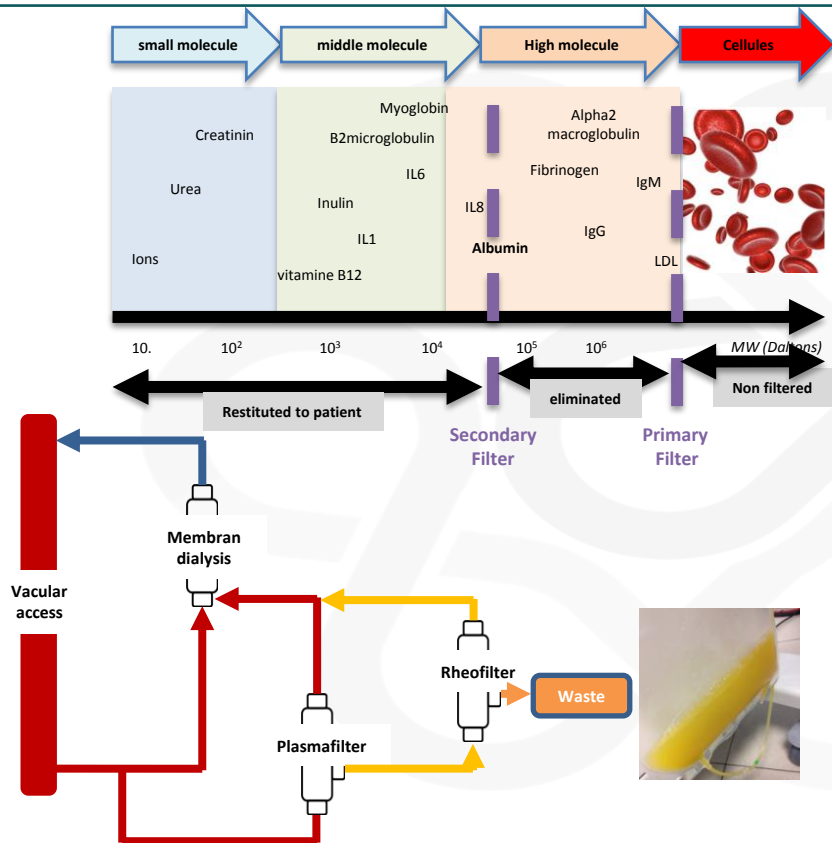 small molecule
middle molecule
High molecule
Cellules
Myoglobin
Alpha2
macroglobulin
Creatinin
B2microglobulin
Fibrinogen
IL6
IgM
Urea
Inulin
IL8
IgG
IL1
Albumin
Ions
vitamine B12
LDL
10.
10²
10³
10⁴
10⁵
10⁶
MW (Daltons)
Restituted to patient
eliminated
Non filtered
Secondary
Filter
Primary
Filter
Membran
dialysis
Vacular
access
Rheofilter
Waste
Plasmafilter